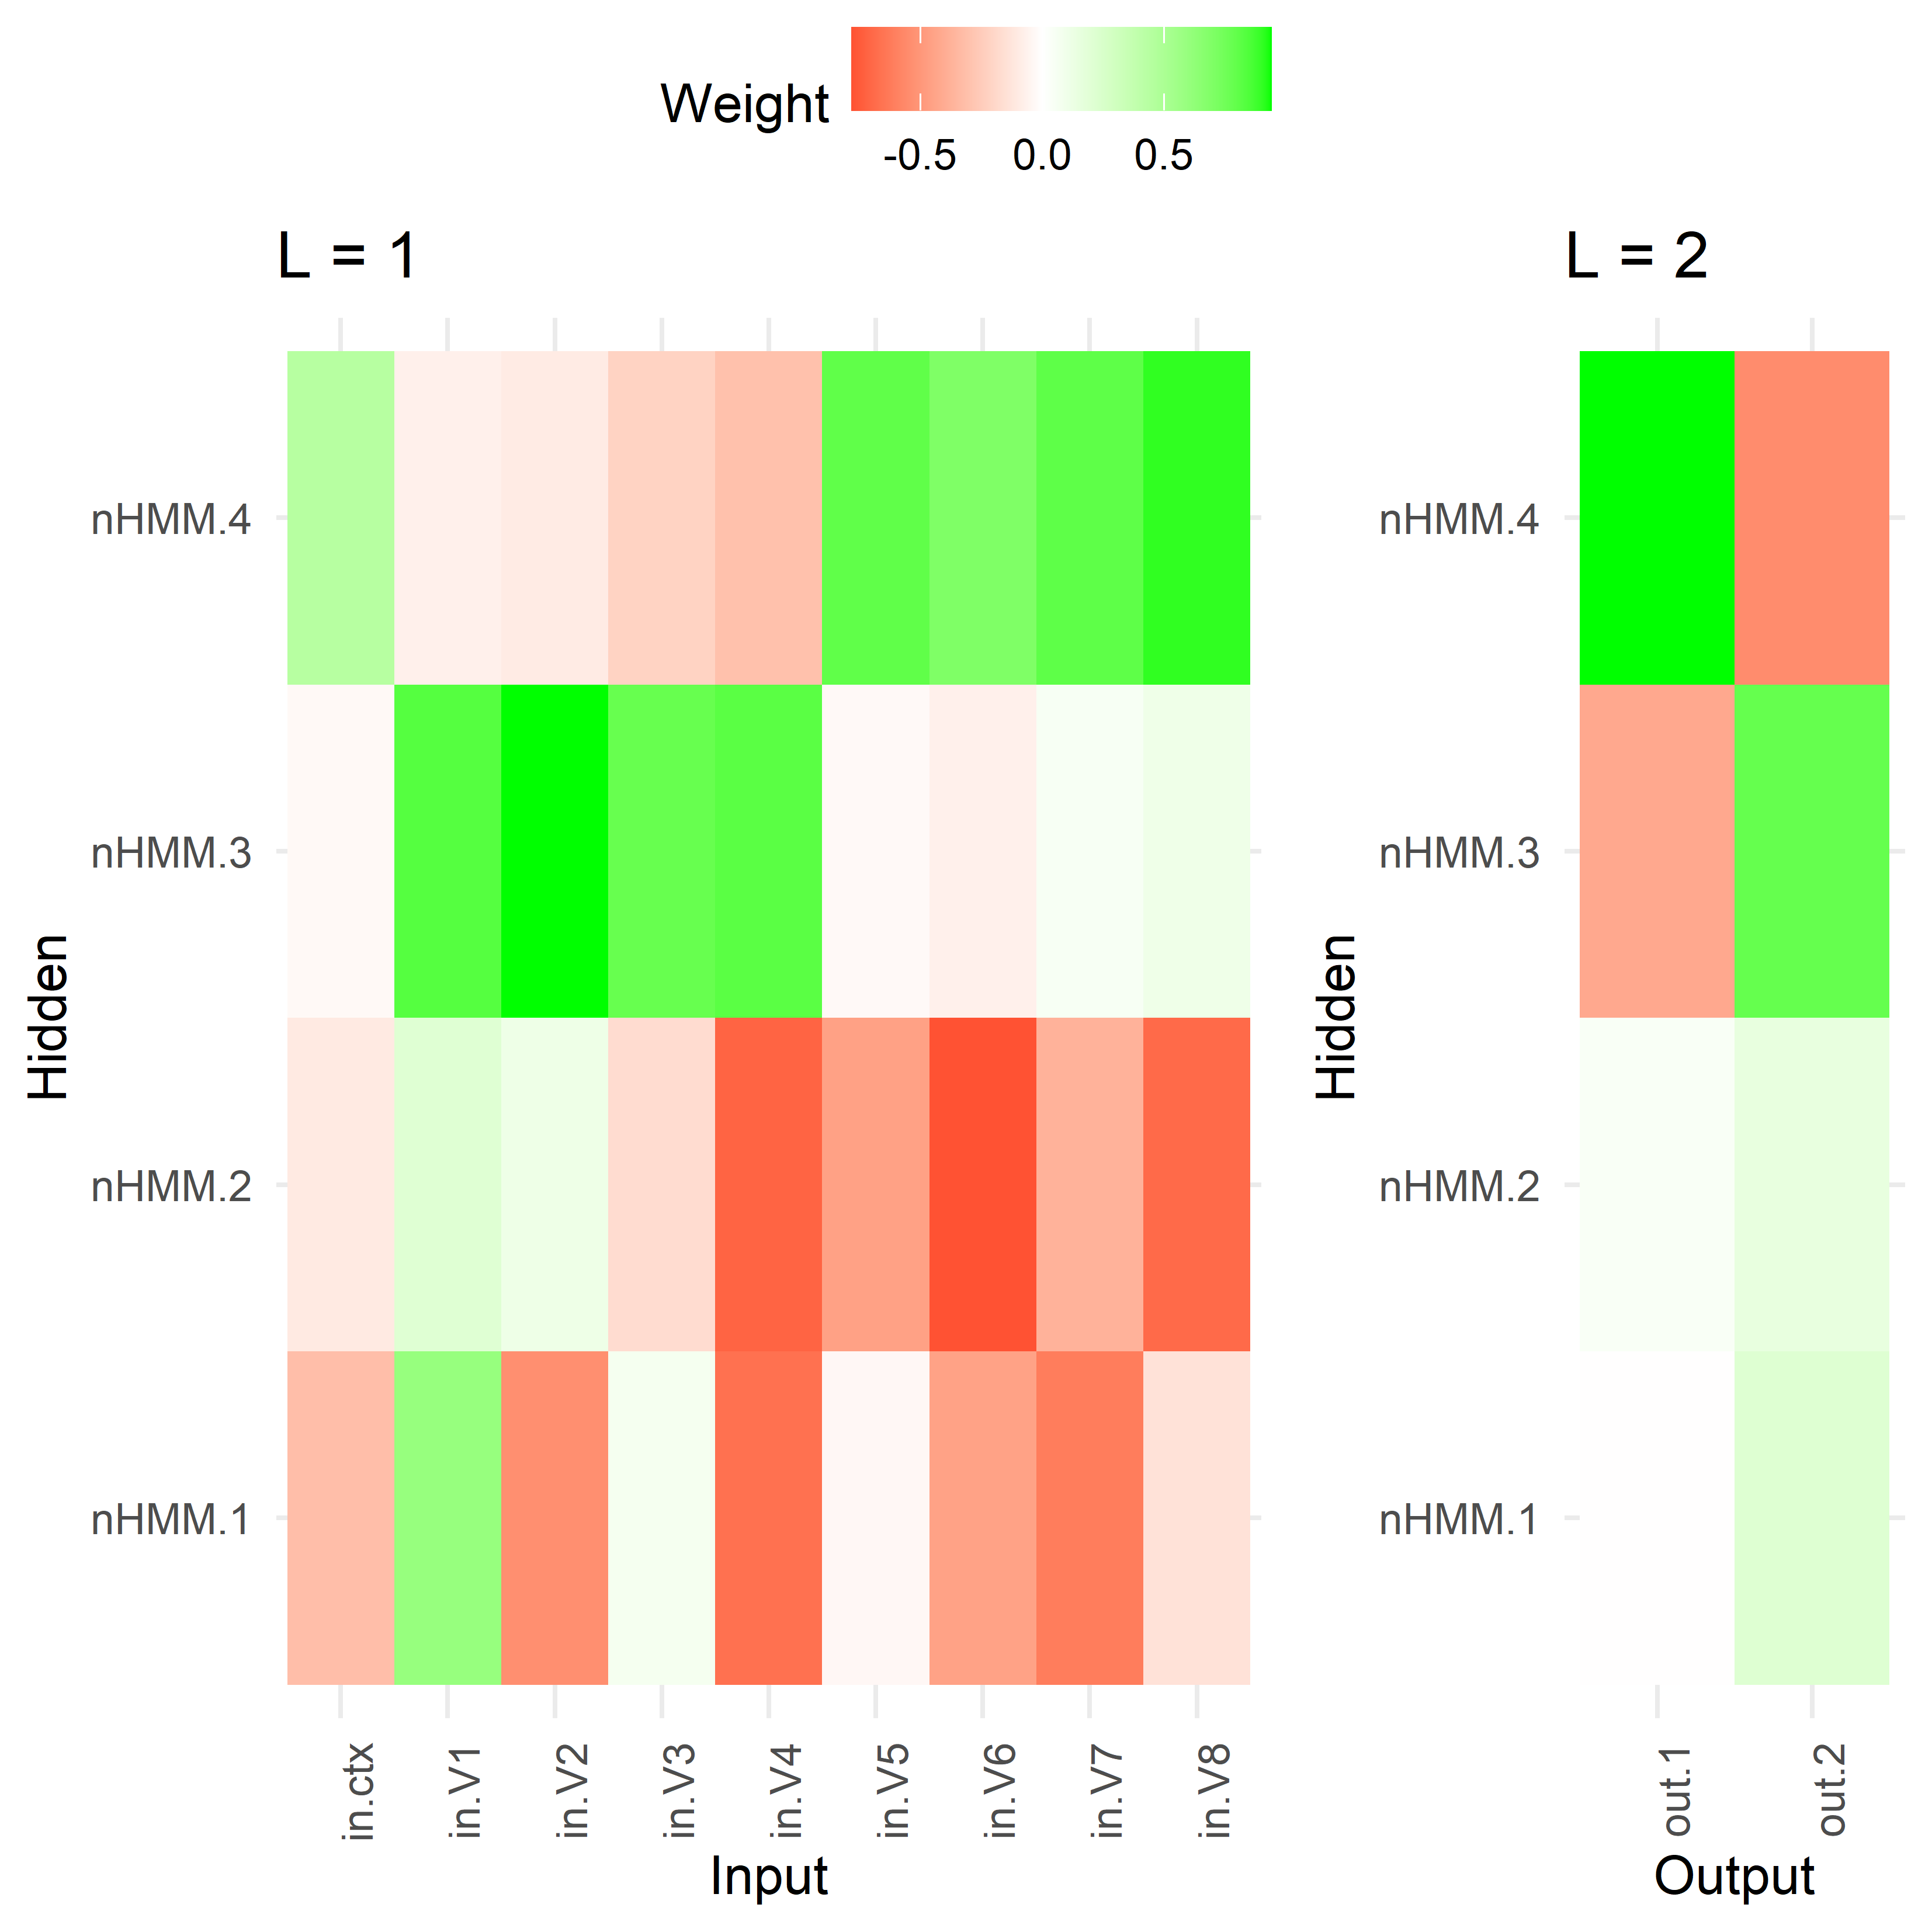 Weight
-0.5 0.0 0.5
L = 1
L = 2
Hidden
nHMM.4
nHMM.3
nHMM.2
nHMM.1
in.ctx in.V1 in.V2 in.V3 in.V4 in.V5 in.V6 in.V7 in.V8
Input
Hidden
nHMM.4
nHMM.3
nHMM.2
nHMM.1
out.1 out.2
Output